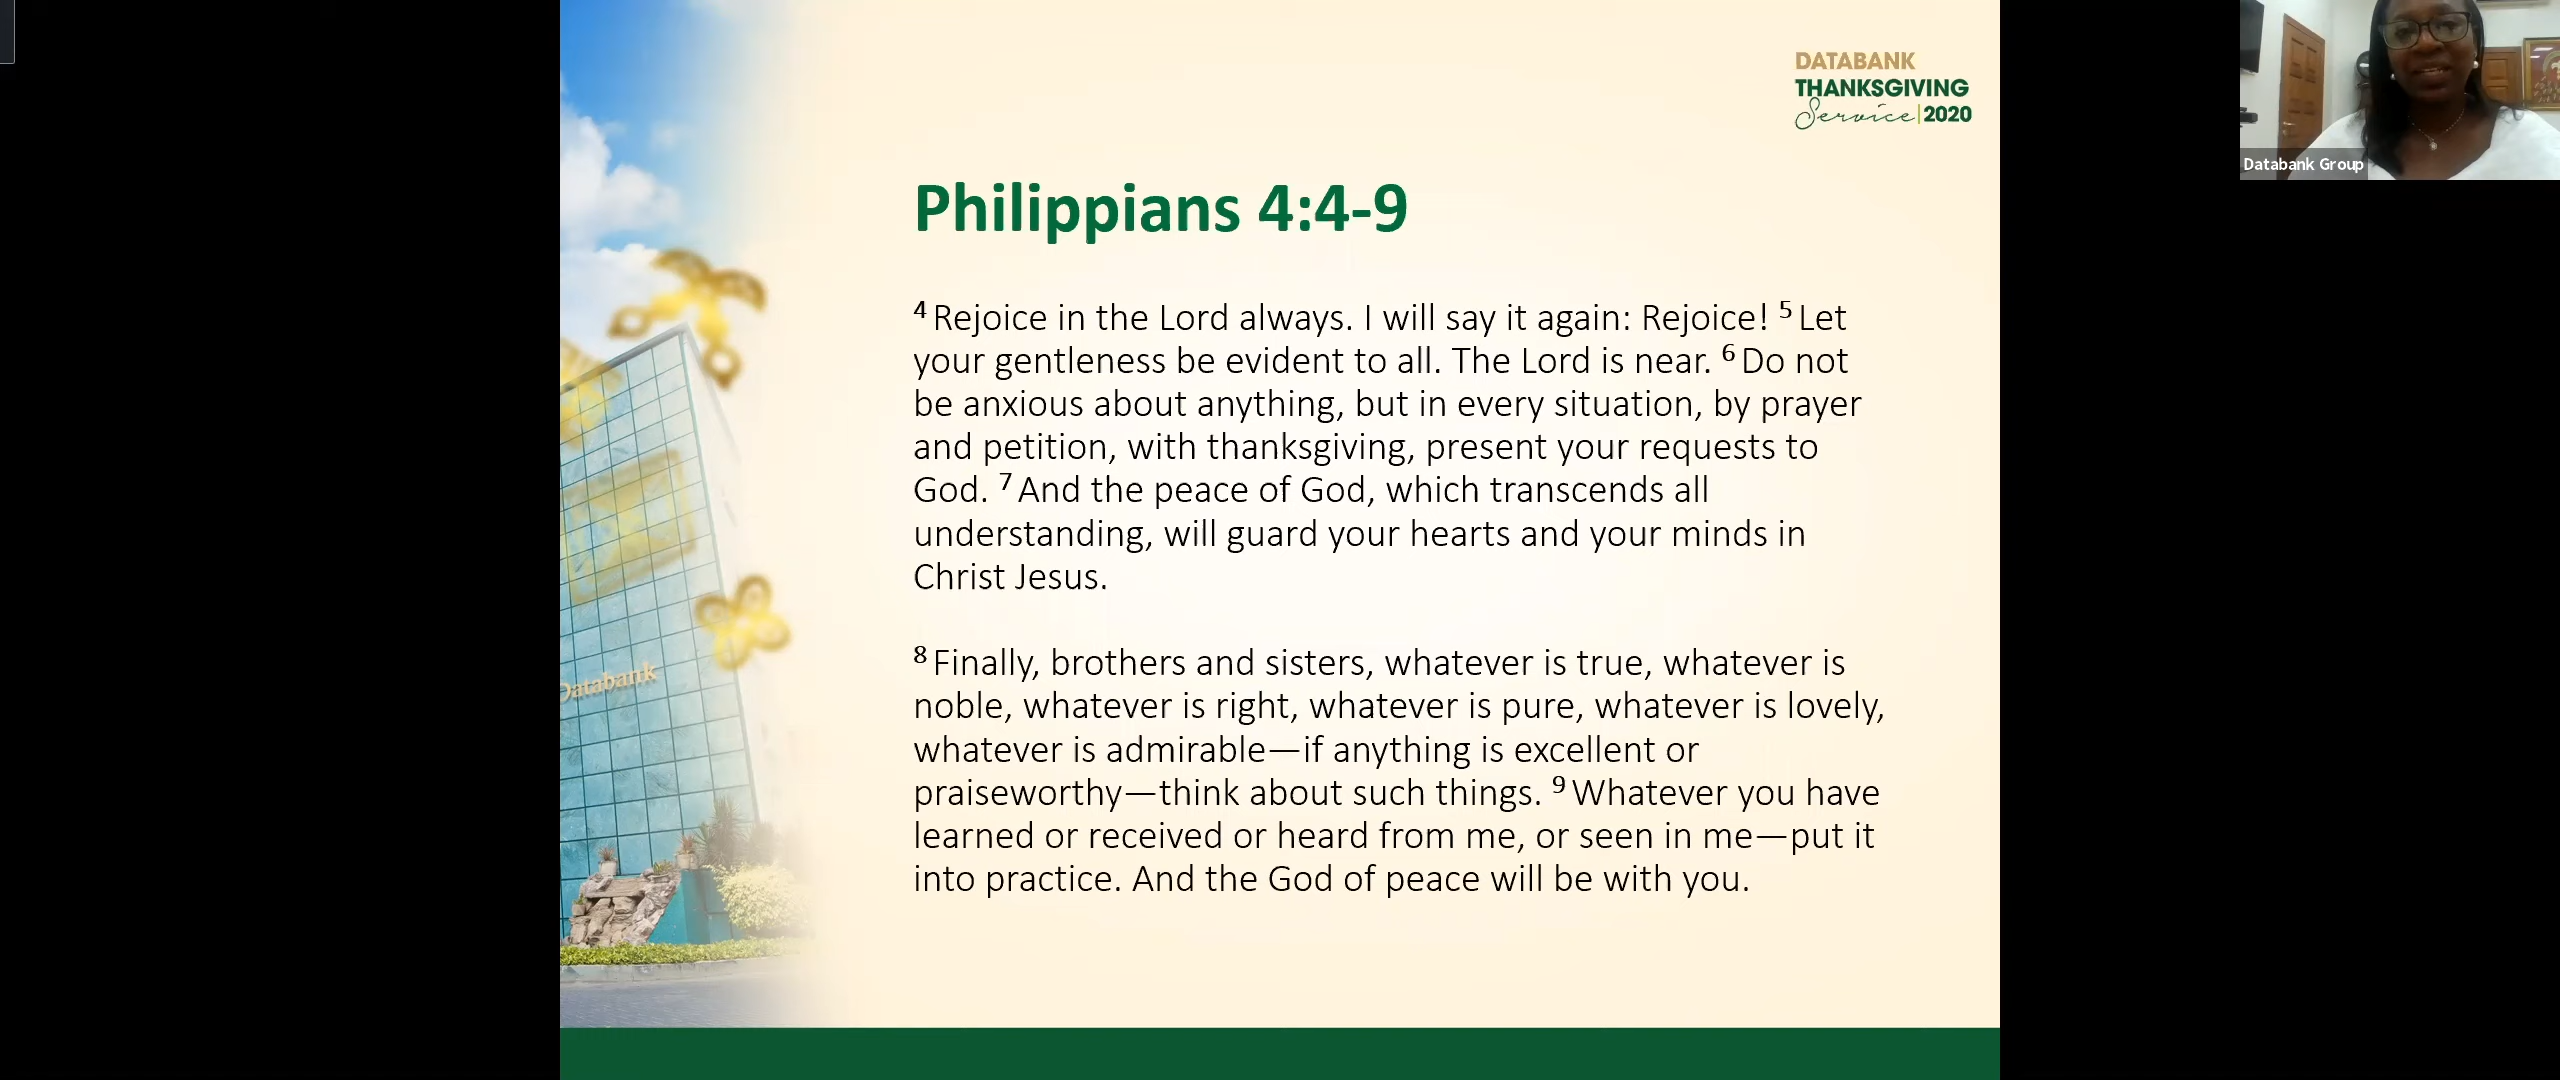 DATABANK
THANKSGIVING
Service | 2020
Databank Group
Philippians 4:4-9
4 Rejoice in the Lord always. I will say it again: Rejoice! 5 Let
your gentleness be evident to all. The Lord is near. 6 Do not
be anxious about anything, but in every situation, by prayer
and petition, with thanksgiving, present your requests to
God. 7 And the peace of God, which transcends all
understanding, will guard your hearts and your minds in
Christ Jesus.
8 Finally, brothers and sisters, whatever is true, whatever is
noble, whatever is right, whatever is pure, whatever is lovely,
whatever is admirable—if anything is excellent or
praiseworthy—think about such things. 9 Whatever you have
learned or received or heard from me, or seen in me—put it
into practice. And the God of peace will be with you.
Databank